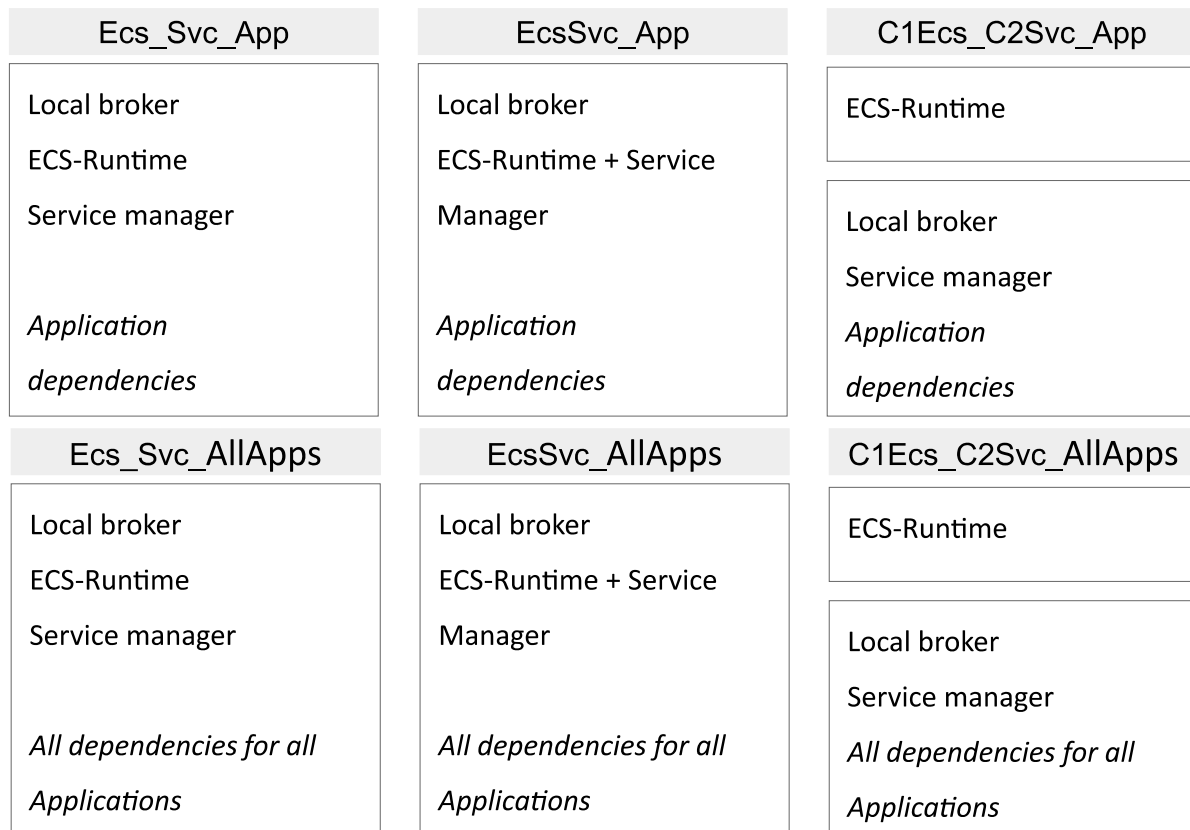 Ecs_Svc_App
Local broker
ECS-Runtime
Service manager
Application
dependencies
EcsSvc_App
Local broker
ECS-Runtime + Service
Manager
Application
dependencies
C1Ecs_C2Svc_App
ECS-Runtime
Local broker
Service manager
Application
dependencies
Ecs_Svc_AllApps
Local broker
ECS-Runtime
Service manager
All dependencies for all
Applications
EcsSvc_AllApps
Local broker
ECS-Runtime + Service
Manager
All dependencies for all
Applications
C1Ecs_C2Svc_AllApps
ECS-Runtime
Local broker
Service manager
All dependencies for all
Applications